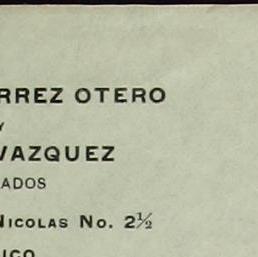 RREZ OTERO
Y
VAZQUEZ
ADOS
NICOLAS No. 2½
ICO